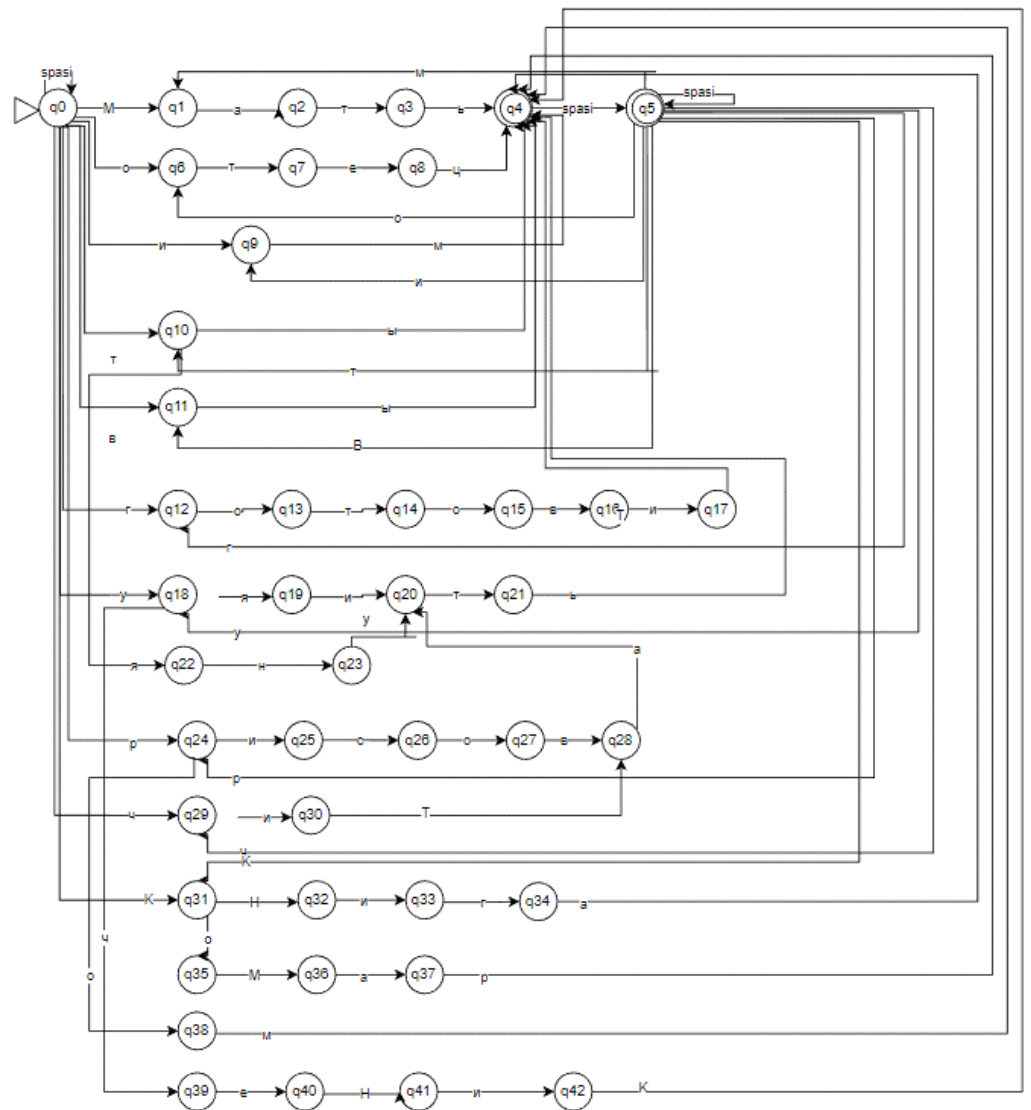 spasi
q0 М q1 а q2 т q3 ь q4 spasi q5 spasi
м
о q6 т q7 е q8 ц
о
и q9 м
и
q10 ы
т т
q11 ы
в В
г q12 о q13 т q14 о q15 в q16 т и q17
г
у q18 я q19 и q20 т q21 ь
у у
я q22 н q23 а
р q24 и q25 с q26 о q27 в q28
р
ч q29 и q30 Т
ч
К
К q31 Н q32 и q33 г q34 а
ч о
о q35 М q36 а q37 р
q38 м
q39 е q40 Н q41 и q42 К